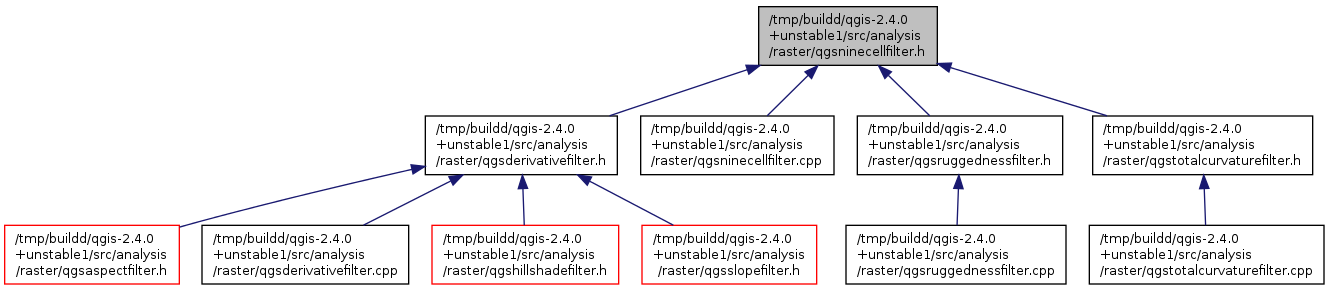 /tmp/buildd/qgis-2.4.0
+unstable1/src/analysis
/raster/qgsninecellfilter.h
/tmp/buildd/qgis-2.4.0
+unstable1/src/analysis
/raster/qgsderivativefilter.h
/tmp/buildd/qgis-2.4.0
+unstable1/src/analysis
/raster/qgsninecellfilter.cpp
/tmp/buildd/qgis-2.4.0
+unstable1/src/analysis
/raster/qgsruggednessfilter.h
/tmp/buildd/qgis-2.4.0
+unstable1/src/analysis
/raster/qgstotalcurvaturefilter.h
/tmp/buildd/qgis-2.4.0
+unstable1/src/analysis
/raster/qgsaspectfilter.h
/tmp/buildd/qgis-2.4.0
+unstable1/src/analysis
/raster/qgsderivativefilter.cpp
/tmp/buildd/qgis-2.4.0
+unstable1/src/analysis
/raster/qgshillshadefilter.h
/tmp/buildd/qgis-2.4.0
+unstable1/src/analysis
/raster/qgsslopefilter.h
/tmp/buildd/qgis-2.4.0
+unstable1/src/analysis
/raster/qgsruggednessfilter.cpp
/tmp/buildd/qgis-2.4.0
+unstable1/src/analysis
/raster/qgstotalcurvaturefilter.cpp